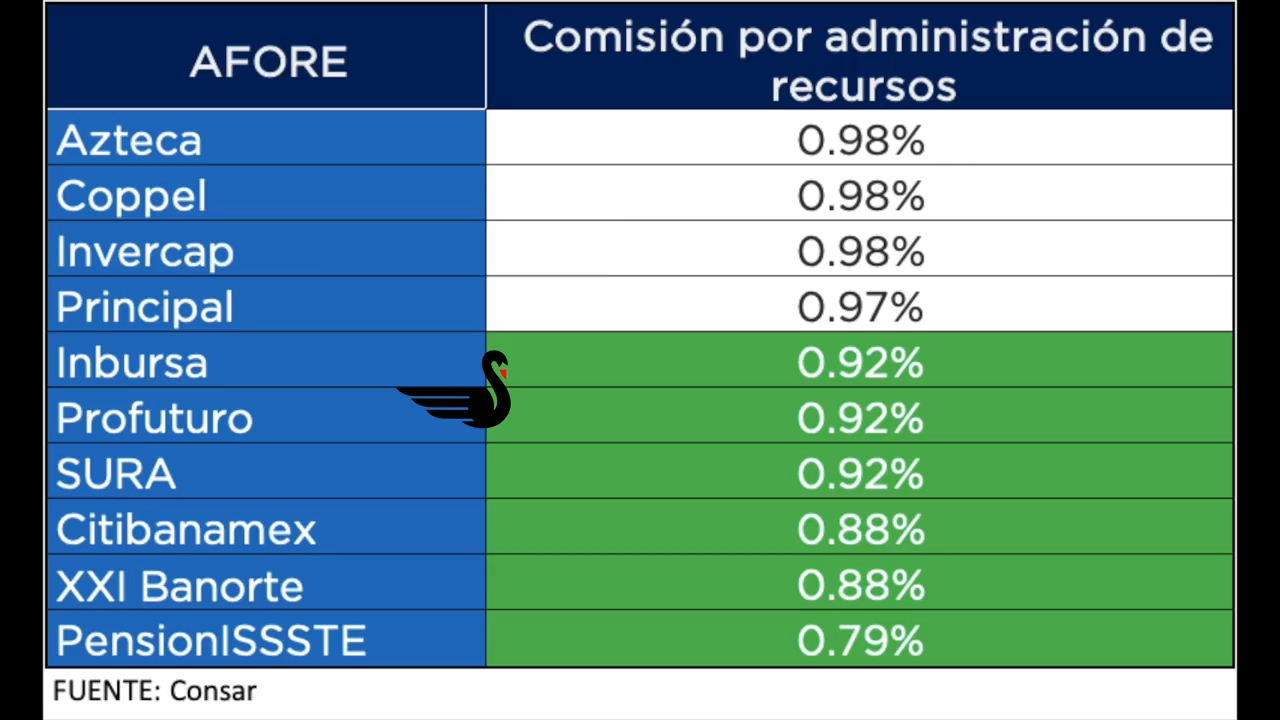 AFORE
Comisión por administración de
recursos
Azteca 0.98%
Coppel 0.98%
Invercap 0.98%
Principal 0.97%
Inbursa 0.92%
Profuturo 0.92%
SURA 0.92%
Citibanamex 0.88%
XXI Banorte 0.88%
PensionISSSTE 0.79%
FUENTE: Consar